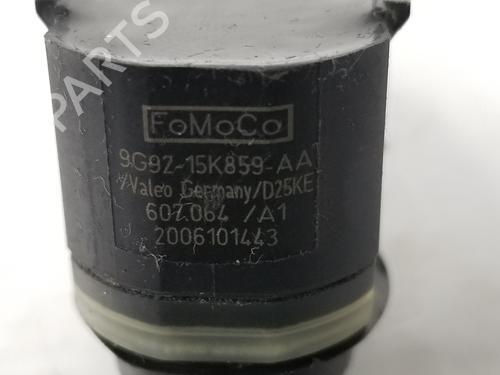 PARTS
FoMoCo
9G92-15K859-AA
/Valeo Germany/D25KE
607.064 /A1
2006101443